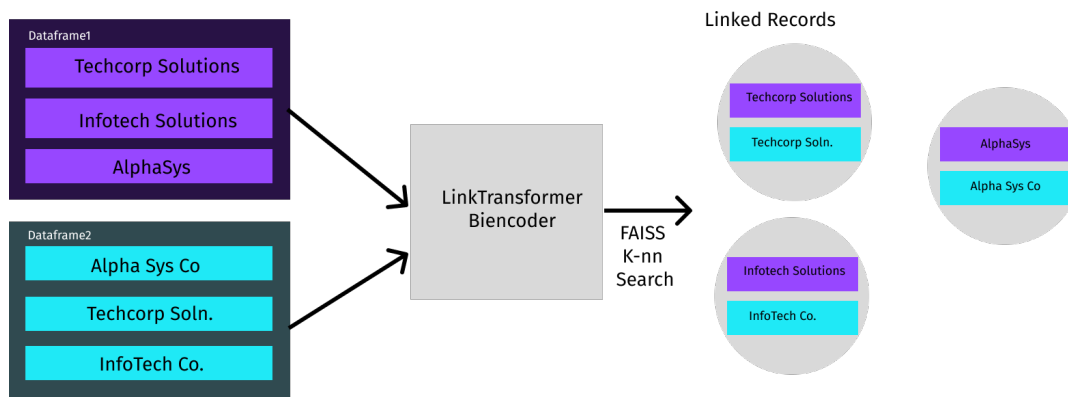 Dataframe1
Techcorp Solutions
Infotech Solutions
AlphaSys
Dataframe2
Alpha Sys Co
Techcorp Soln.
InfoTech Co.
LinkTransformer
Biencoder
FAISS
K-nn
Search
Linked Records
Techcorp Solutions
Techcorp Soln.
AlphaSys
Alpha Sys Co
Infotech Solutions
InfoTech Co.